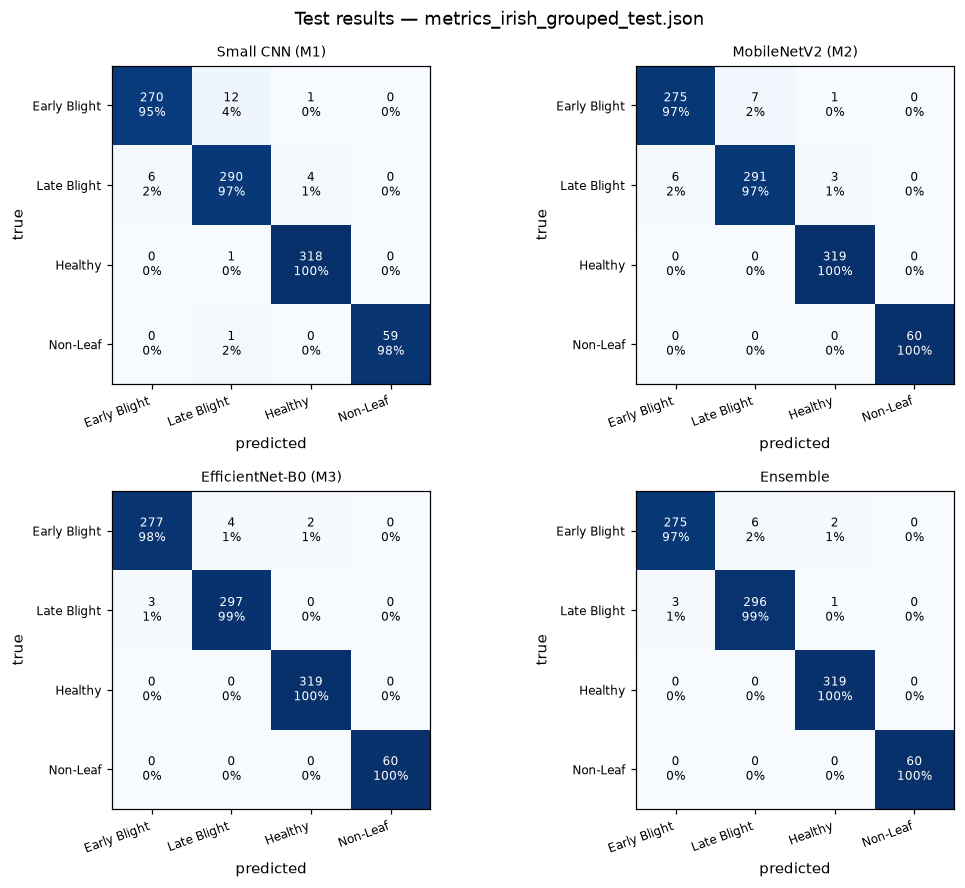 Test results — metrics_irish_grouped_test.json
Small CNN (M1)
Early Blight 270 12 1 0
95% 4% 0% 0%
Late Blight 6 290 4 0
2% 97% 1% 0%
Healthy 0 1 318 0
0% 0% 100% 0%
Non-Leaf 0 1 0 59
0% 2% 0% 98%
true
Early Blight Late Blight Healthy Non-Leaf
predicted
MobileNetV2 (M2)
Early Blight 275 7 1 0
97% 2% 0% 0%
Late Blight 6 291 3 0
2% 97% 1% 0%
Healthy 0 0 319 0
0% 0% 100% 0%
Non-Leaf 0 0 0 60
0% 0% 0% 100%
true
Early Blight Late Blight Healthy Non-Leaf
predicted
EfficientNet-B0 (M3)
Early Blight 277 4 2 0
98% 1% 1% 0%
Late Blight 3 297 0 0
1% 99% 0% 0%
Healthy 0 0 319 0
0% 0% 100% 0%
Non-Leaf 0 0 0 60
0% 0% 0% 100%
true
Early Blight Late Blight Healthy Non-Leaf
predicted
Ensemble
Early Blight 275 6 2 0
97% 2% 1% 0%
Late Blight 3 296 1 0
1% 99% 0% 0%
Healthy 0 0 319 0
0% 0% 100% 0%
Non-Leaf 0 0 0 60
0% 0% 0% 100%
true
Early Blight Late Blight Healthy Non-Leaf
predicted